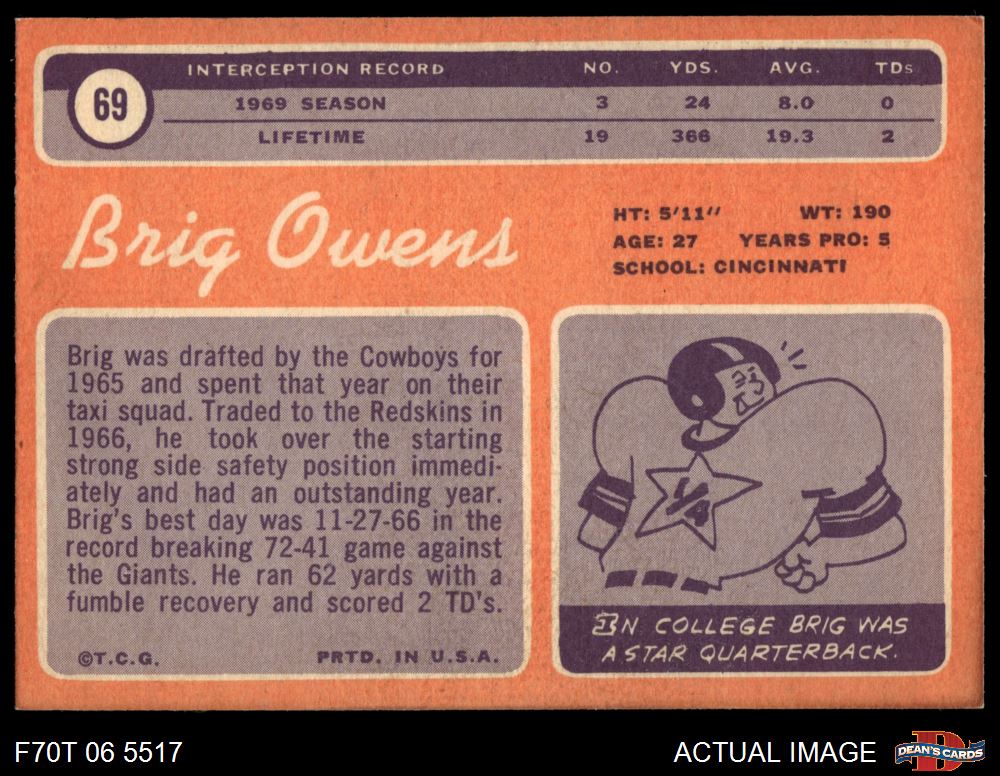 69
INTERCEPTION RECORD NO. YDS. AVG. TDs
1969 SEASON 3 24 8.0 0
LIFETIME 19 366 19.3 2
Brig Owens
HT: 5'11" WT: 190
AGE: 27 YEARS PRO: 5
SCHOOL: CINCINNATI
Brig was drafted by the Cowboys for
1965 and spent that year on their
taxi squad. Traded to the Redskins in
1966, he took over the starting
strong side safety position immedi-
ately and had an outstanding year.
Brig's best day was 11-27-66 in the
record breaking 72-41 game against
the Giants. He ran 62 yards with a
fumble recovery and scored 2 TD's.
©T.C.G. PRTD. IN U.S.A.
1/4
IN COLLEGE BRIG WAS
A STAR QUARTERBACK.
F70T 06 5517
ACTUAL IMAGE
D
DEAN'S CARDS